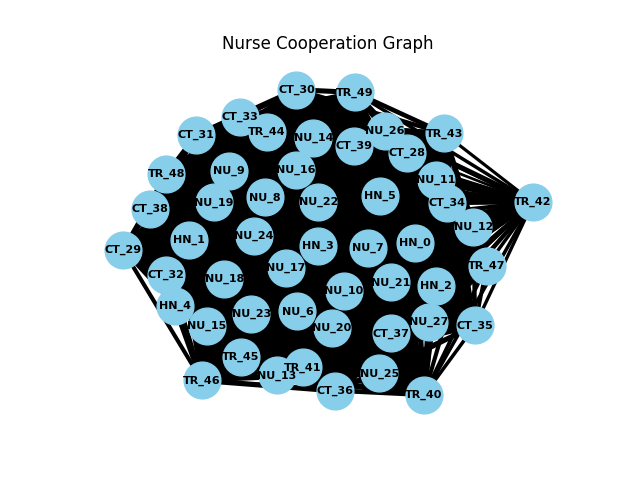 Nurse Cooperation Graph
CT_30
TR_49
CT_33
TR_44
NU_26
TR_43
CT_31
NU_14
CT_39
CT_28
TR_48
NU_9
NU_16
NU_11
CT_38
NU_19
NU_8
NU_22
HN_5
CT_34
TR_42
NU_12
CT_29
HN_1
NU_24
HN_3
NU_7
HN_0
CT_32
NU_18
NU_17
TR_47
HN_4
NU_10
NU_21
HN_2
NU_15
NU_23
NU_6
NU_20
CT_37
NU_27
CT_35
TR_45
TR_41
TR_46
NU_13
CT_36
NU_25
TR_40